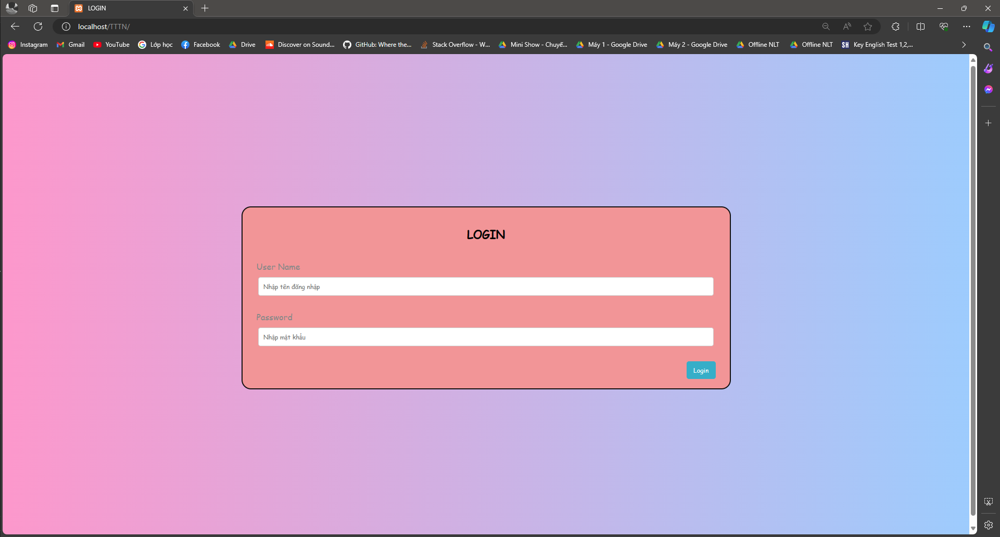 LOGIN
localhost/TTTN/
Instagram Gmail YouTube Lớp học Facebook Drive Discover on Sound... GitHub: Where the... Stack Overflow - W... Mini Show - Chuyế... Máy 1 - Google Drive Máy 2 - Google Drive Offline NLT Offline NLT SH Key English Test 1,2,...
LOGIN
User Name
Nhập tên đăng nhập
Password
Nhập mật khẩu
Login